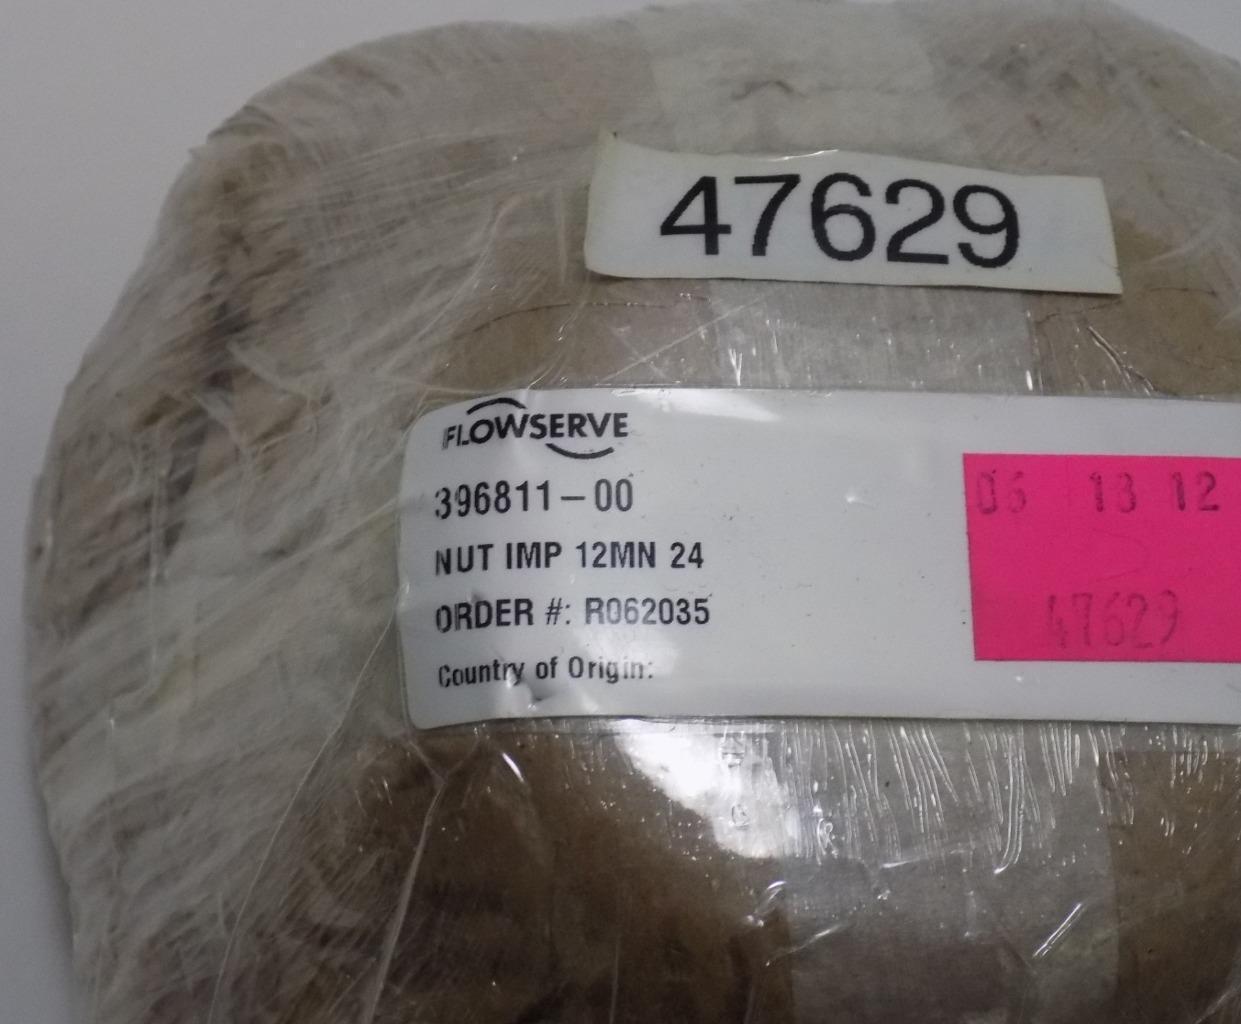 47629
FLOWSERVE
396811-00
NUT IMP 12MN 24
ORDER #: R062035
Country of Origin:
06 13 12
47629